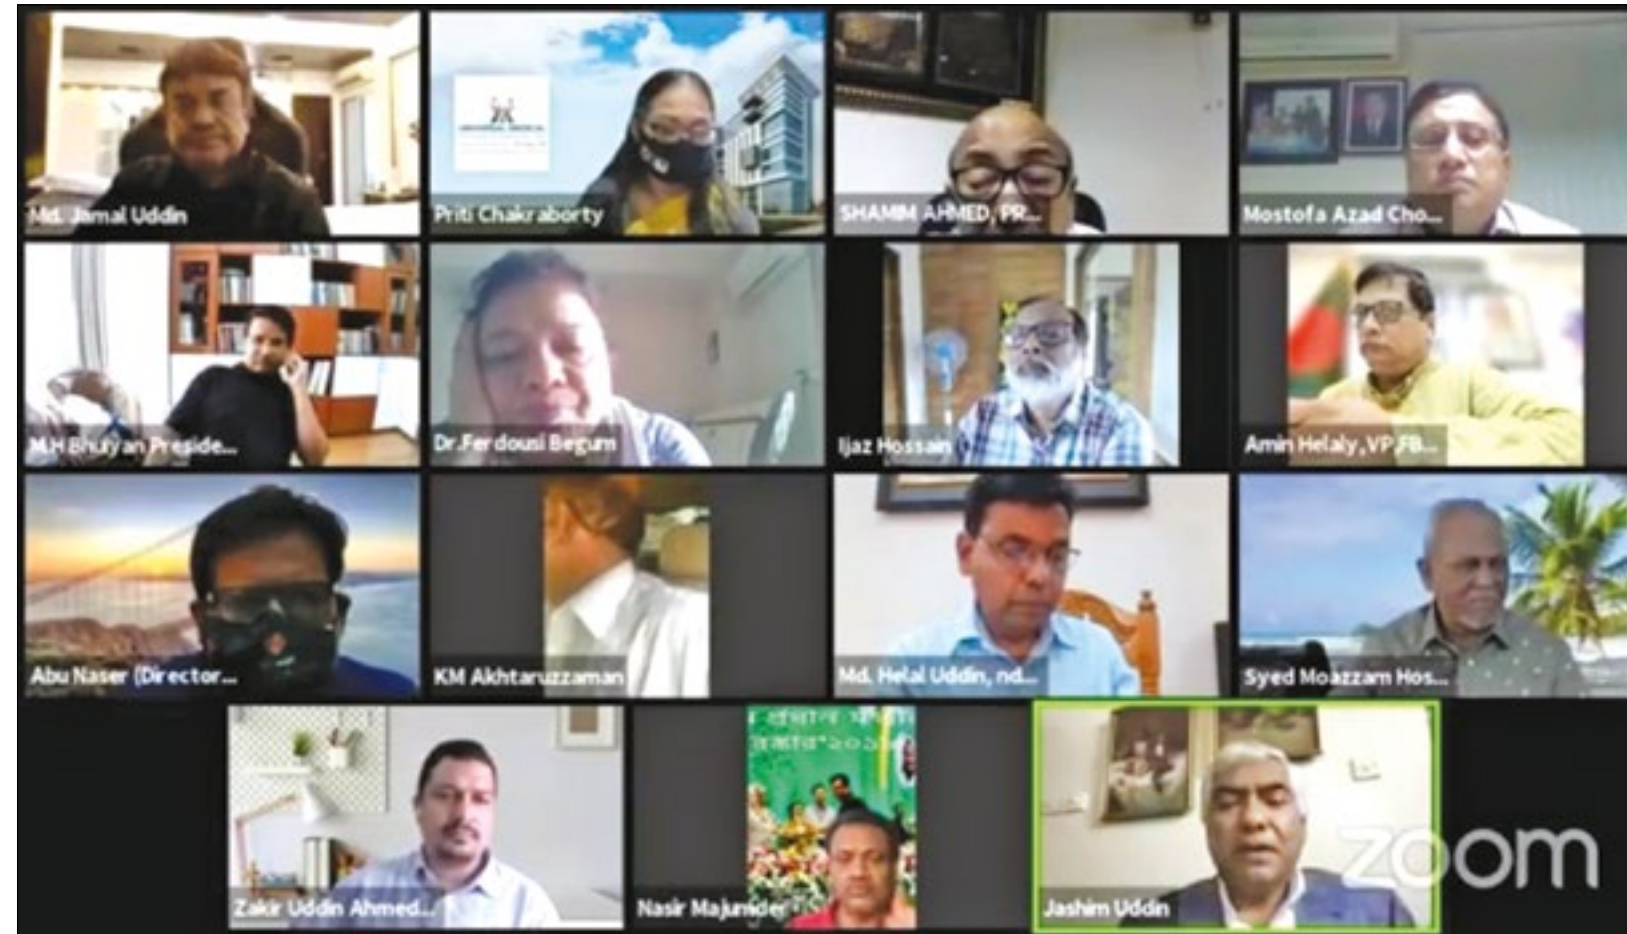 Md. Jamal Uddin
Priti Chakraborty
SHAMIM AHMED, PR...
Mostofa Azad Cho...
M.H Bhuiyan Preside...
Dr.Ferdousi Begum
Ijaz Hossain
Amin Helaly,VP,FB...
Abu Naser (Director...
KM Akhtaruzzaman
Md. Helal Uddin, nd...
Syed Moazzam Hos...
Zakir Uddin Ahmed...
Nasir Majumder
Jashim Uddin
zoom